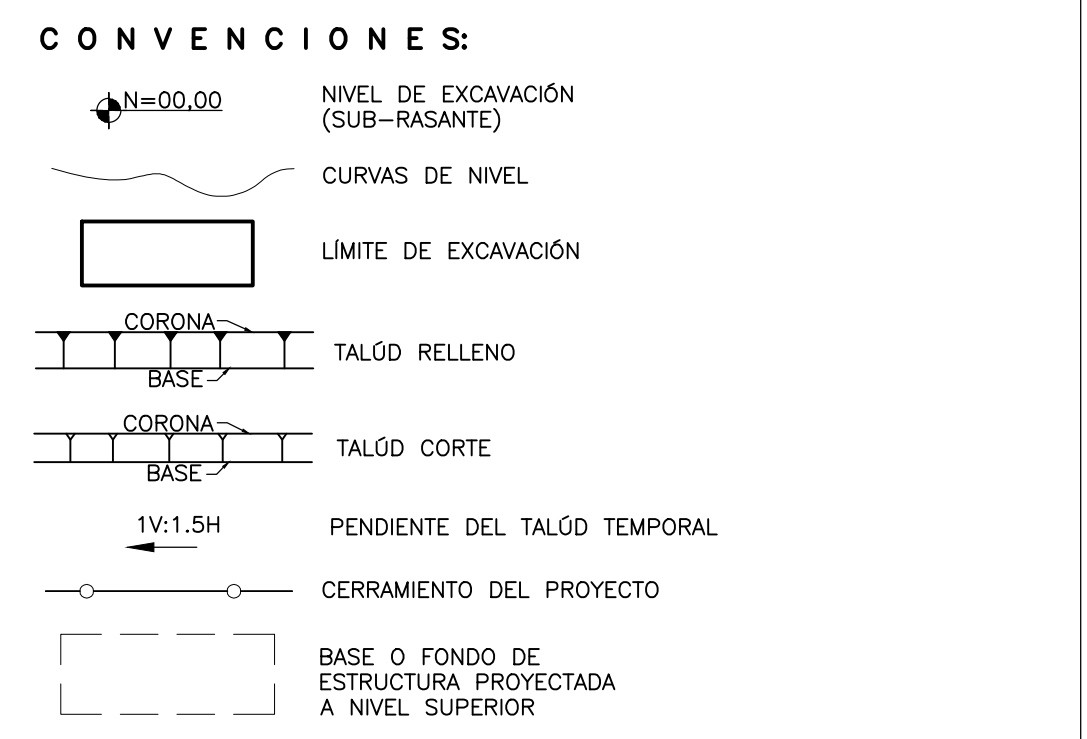 C O N V E N C I O N E S:
N=00,00
NIVEL DE EXCAVACIÓN
(SUB-RASANTE)
CURVAS DE NIVEL
LÍMITE DE EXCAVACIÓN
CORONA
TALÚD RELLENO
BASE
CORONA
TALÚD CORTE
BASE
1V:1.5H
PENDIENTE DEL TALÚD TEMPORAL
CERRAMIENTO DEL PROYECTO
BASE O FONDO DE
ESTRUCTURA PROYECTADA
A NIVEL SUPERIOR